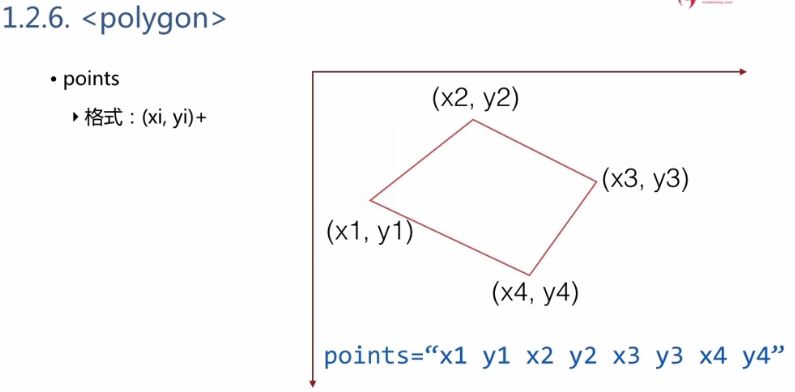 1.2.6. <polygon>
• points
‣ 格式：(xi, yi)+
(x2, y2)
(x3, y3)
(x1, y1)
(x4, y4)
points=“x1 y1 x2 y2 x3 y3 x4 y4”